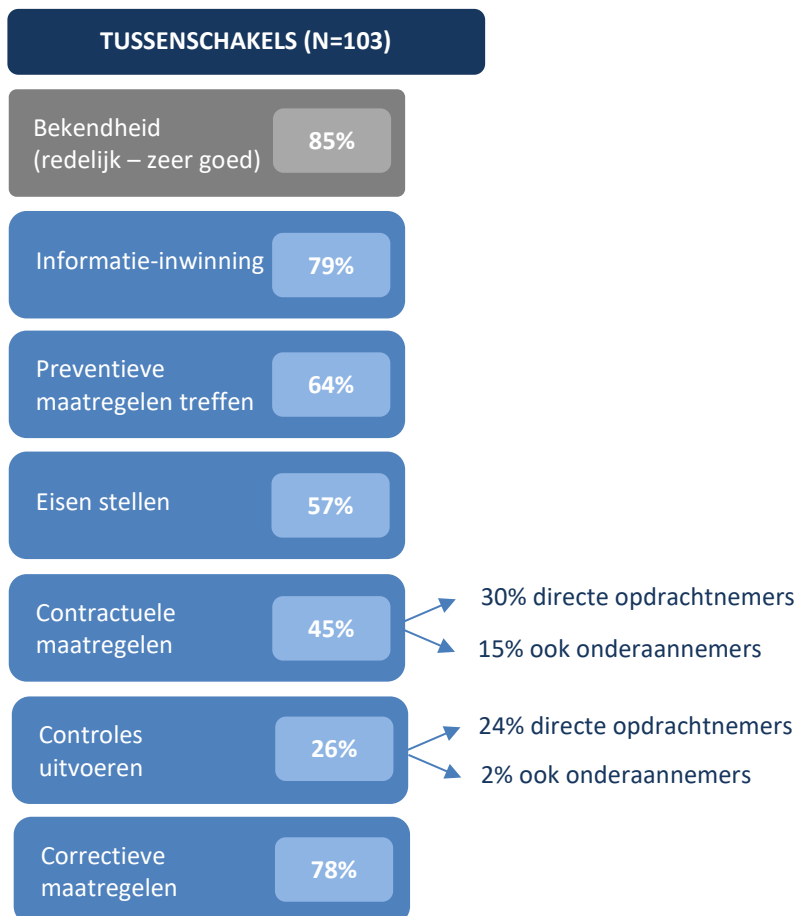 TUSSENSCHAKELS (N=103)
Bekendheid
(redelijk – zeer goed)
85%
Informatie-inwinning
79%
Preventieve
maatregelen treffen
64%
Eisen stellen
57%
Contractuele
maatregelen
45%
30% directe opdrachtnemers
15% ook onderaannemers
Controles
uitvoeren
26%
24% directe opdrachtnemers
2% ook onderaannemers
Correctieve
maatregelen
78%